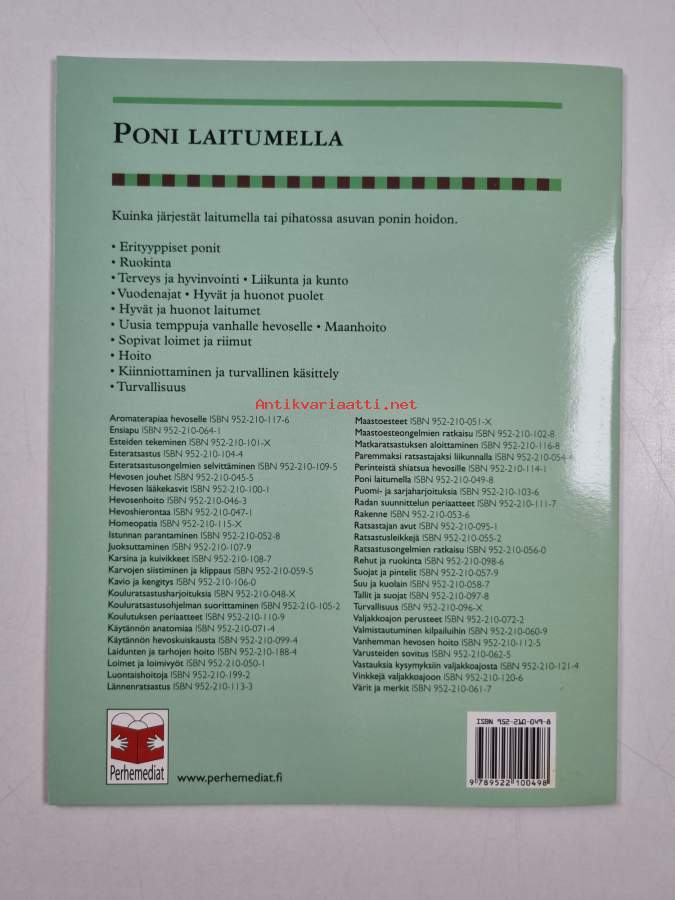 PONI LAITUMELLA
Kuinka järjestät laitumella tai pihatossa asuvan ponin hoidon.
• Erityyppiset ponit
• Ruokinta
• Terveys ja hyvinvointi • Liikunta ja kunto
• Vuodenajat • Hyvät ja huonot puolet
• Hyvät ja huonot laitumet
• Uusia temppuja vanhalle hevoselle • Maanhoito
• Sopivat loimet ja riimut
• Hoito
• Kiinniottaminen ja turvallinen käsittely
• Turvallisuus
Antikvariaatti.net
Aromaterapiaa hevoselle ISBN 952-210-117-6
Ensiapu ISBN 952-210-064-1
Esteiden tekeminen ISBN 952-210-101-X
Esteratsastus ISBN 952-210-104-4
Esteratsastusongelmien selvittäminen ISBN 952-210-109-5
Hevosen jouhet ISBN 952-210-045-5
Hevosen lääkekasvit ISBN 952-210-100-1
Hevosenhoito ISBN 952-210-046-3
Hevoshierontaa ISBN 952-210-047-1
Homeopatia ISBN 952-210-115-X
Istunnan parantaminen ISBN 952-210-052-8
Juoksuttaminen ISBN 952-210-107-9
Karsina ja kuivikkeet ISBN 952-210-108-7
Karvojen siistiminen ja klippaus ISBN 952-210-059-5
Kavio ja kengitys ISBN 952-210-106-0
Kouluratsastusharjoituksia ISBN 952-210-048-X
Kouluratsastusohjelman suorittaminen ISBN 952-210-105-2
Koulutuksen periaatteet ISBN 952-210-110-9
Käytännön anatomiaa ISBN 952-210-071-4
Käytännön hevoskuiskausta ISBN 952-210-099-4
Laidunten ja tarhojen hoito ISBN 952-210-188-4
Loimet ja loimivyöt ISBN 952-210-050-1
Luontaishoitoja ISBN 952-210-199-2
Lännenratsastus ISBN 952-210-113-3
Maastoesteet ISBN 952-210-051-X
Maastoesteongelmien ratkaisu ISBN 952-210-102-8
Matkaratsastuksen aloittaminen ISBN 952-210-116-8
Paremmaksi ratsastajaksi liikunnalla ISBN 952-210-054-4
Perinteistä shiatsua hevosille ISBN 952-210-114-1
Poni laitumella ISBN 952-210-049-8
Puomi- ja sarjaharjoituksia ISBN 952-210-103-6
Radan suunnittelun periaatteet ISBN 952-210-111-7
Rakenne ISBN 952-210-053-6
Ratsastajan avut ISBN 952-210-095-1
Ratsastusleikkejä ISBN 952-210-055-2
Ratsastusongelmien ratkaisu ISBN 952-210-056-0
Rehut ja ruokinta ISBN 952-210-098-6
Suojat ja pintelit ISBN 952-210-057-9
Suu ja kuolain ISBN 952-210-058-7
Tallit ja suojat ISBN 952-210-097-8
Turvallisuus ISBN 952-210-096-X
Valjakkoajon perusteet ISBN 952-210-072-2
Valmistautuminen kilpailuihin ISBN 952-210-060-9
Vanhemman hevosen hoito ISBN 952-210-112-5
Varusteiden sovitus ISBN 952-210-062-5
Vastauksia kysymyksiin valjakkoajosta ISBN 952-210-121-4
Vinkkejä valjakkoajoon ISBN 952-210-120-6
Värit ja merkit ISBN 952-210-061-7
Perhemediat
www.perhemediat.fi
ISBN 952-210-049-8
9 789522 100498